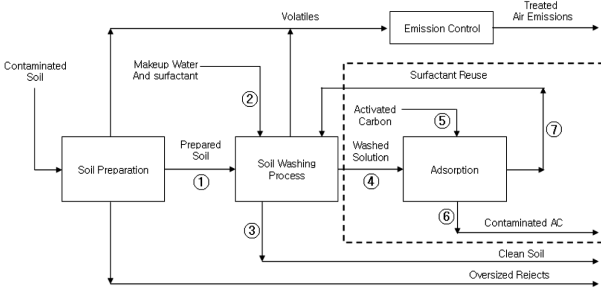 Treated
Air Emissions
Volatiles
Emission Control
Contaminated
Soil
Makeup Water
And surfactant
②
Surfactant Reuse
Activated
Carbon
⑤
⑦
Prepared
Soil
Washed
Solution
Soil Preparation
①
Soil Washing
Process
④
Adsorption
③
⑥
Contaminated AC
Clean Soil
Oversized Rejects